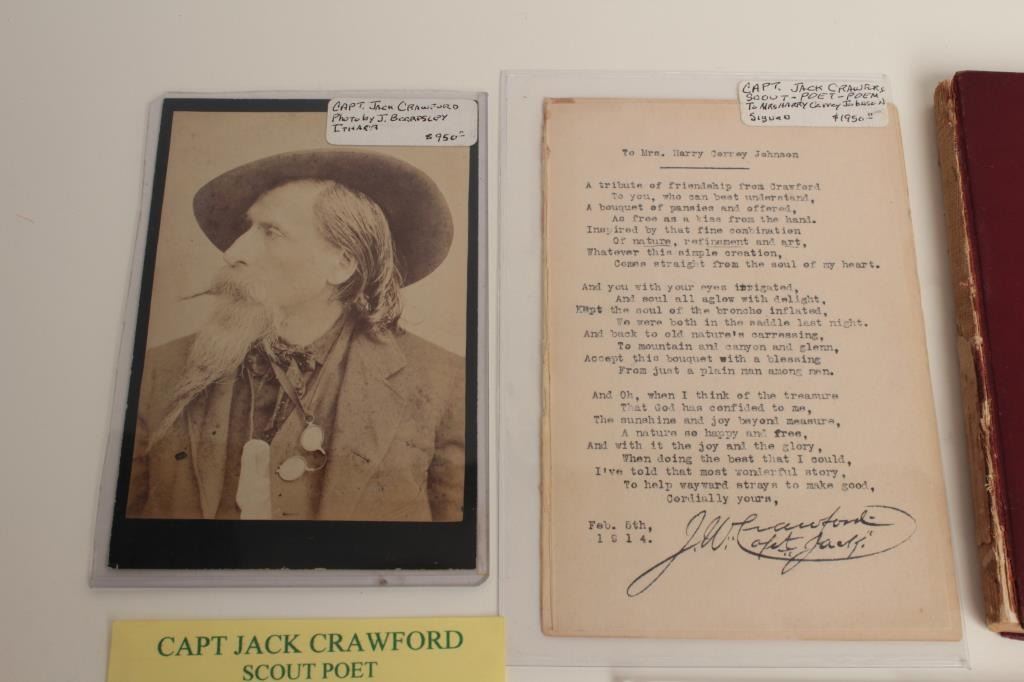 CAPT. JACK CRAWFORD
Photo by J. Beardsley
ITHACA
$950"
CAPT. JACK CRAWFORD
SCOUT-POET-POEM
To MRS HARRY Correy Johnson
SIGNED $1950"
To Mrs. Harry Correy Johnson
A tribute of friendship from Crawford
To you, who can best understand,
A bouquet of pansies and offered,
As free as a kiss from the hand.
Inspired by that fine combination
Of nature, refinement and art,
Whatever this simple creation,
Comes straight from the soul of my heart.
And you with your eyes irrigated,
And soul all aglow with delight,
Kept the soul of the broncho inflated,
We were both in the saddle last night.
And back to old nature's carressing,
To mountain and canyon and glenn,
Accept this bouquet with a blessing
From just a plain man among men.
And Oh, when I think of the treasure
That God has confided to me,
The sunshine and joy beyond measure,
A nature so happy and free,
And with it the joy and the glory,
When doing the best that I could,
I've told that most wonderful story,
To help wayward strays to make good,
Cordially yours,
Feb. 5th,
1914.
J.W. Crawford
"Capt. Jack."
CAPT JACK CRAWFORD
SCOUT POET